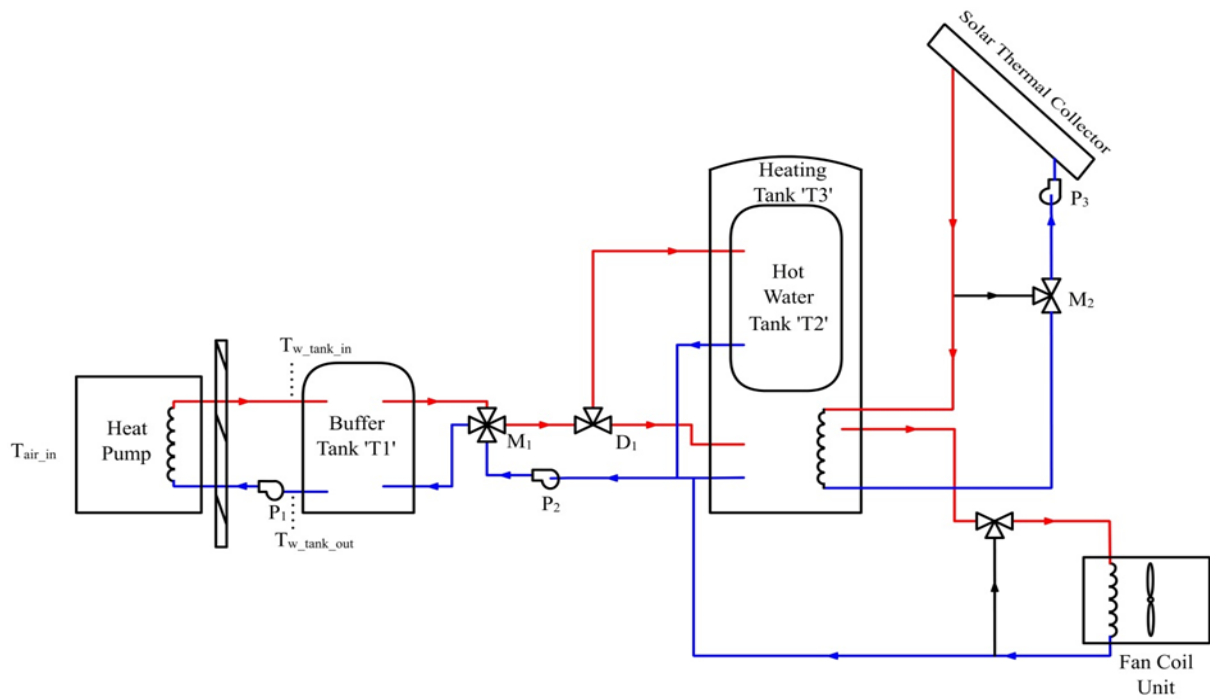 Solar Thermal Collector
P3
Heating
Tank 'T3'
Hot
Water
Tank 'T2'
M2
Tw_tank_in
Heat
Pump
Buffer
Tank 'T1'
M1
D1
Tair_in
P1
P2
Tw_tank_out
Fan Coil
Unit